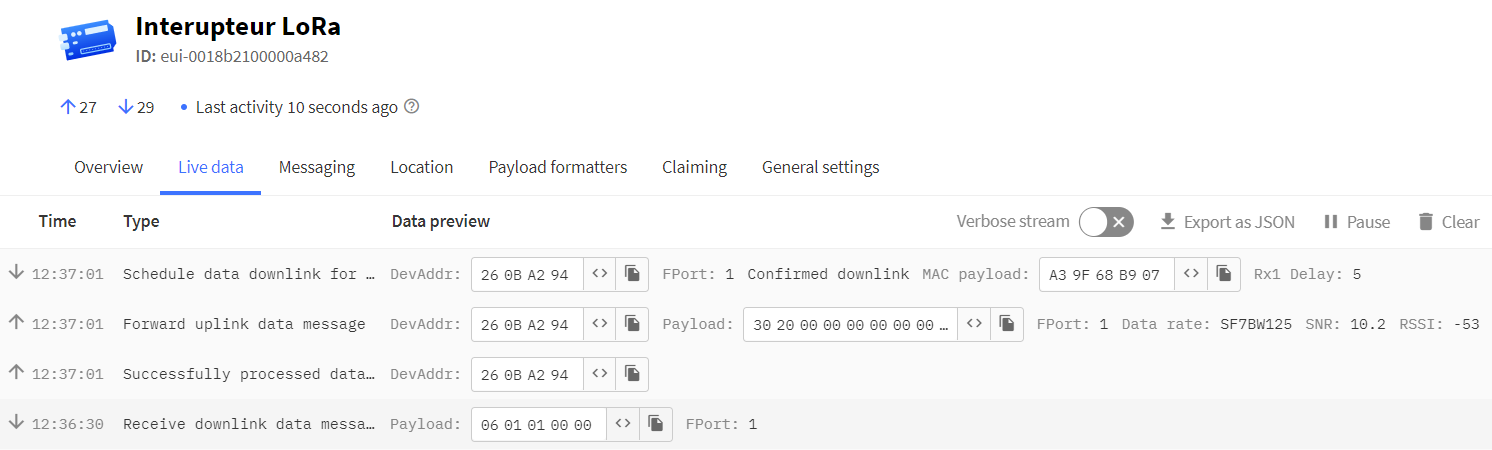 Interupteur LoRa
ID: eui-0018b2100000a482
27 29 • Last activity 10 seconds ago
Overview Live data Messaging Location Payload formatters Claiming General settings
Time Type Data preview Verbose stream Export as JSON Pause Clear
12:37:01 Schedule data downlink for … DevAddr: 26 0B A2 94 <> FPort: 1 Confirmed downlink MAC payload: A3 9F 68 B9 07 <> Rx1 Delay: 5
12:37:01 Forward uplink data message DevAddr: 26 0B A2 94 <> Payload: 30 20 00 00 00 00 00 00 … <> FPort: 1 Data rate: SF7BW125 SNR: 10.2 RSSI: -53
12:37:01 Successfully processed data… DevAddr: 26 0B A2 94 <>
12:36:30 Receive downlink data messa… Payload: 06 01 01 00 00 <> FPort: 1